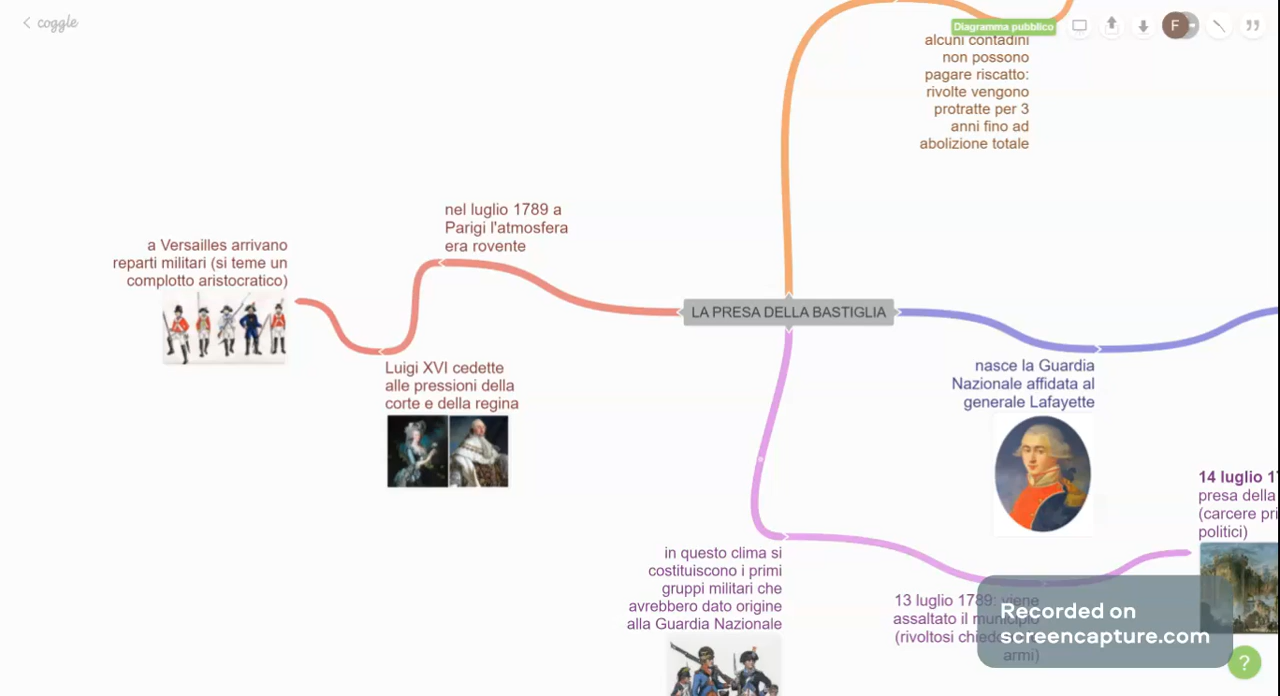 coggle
Diagramma pubblico
F
alcuni contadini
non possono
pagare riscatto:
rivolte vengono
protratte per 3
anni fino ad
abolizione totale
nel luglio 1789 a
Parigi l'atmosfera
era rovente
a Versailles arrivano
reparti militari (si teme un
complotto aristocratico)
LA PRESA DELLA BASTIGLIA
Luigi XVI cedette
alle pressioni della
corte e della regina
nasce la Guardia
Nazionale affidata al
generale Lafayette
14 luglio 17
presa della
(carcere pri
politici)
in questo clima si
costituiscono i primi
gruppi militari che
avrebbero dato origine
alla Guardia Nazionale
13 luglio 1789: viene
assaltato il municipio
(rivoltosi
armi)
Recorded on
screencapture.com
?